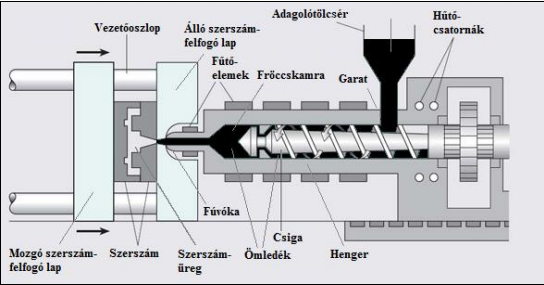 Adagolótölcsér
Vezetőoszlop
Álló szerszám-
felfogó lap
Hűtő-
csatornák
Fűtő-
elemek
Fröccskamra
Garat
Fúvóka
Csiga
Mozgó szerszám-
felfogó lap
Szerszám
Szerszám-
üreg
Ömledék
Henger